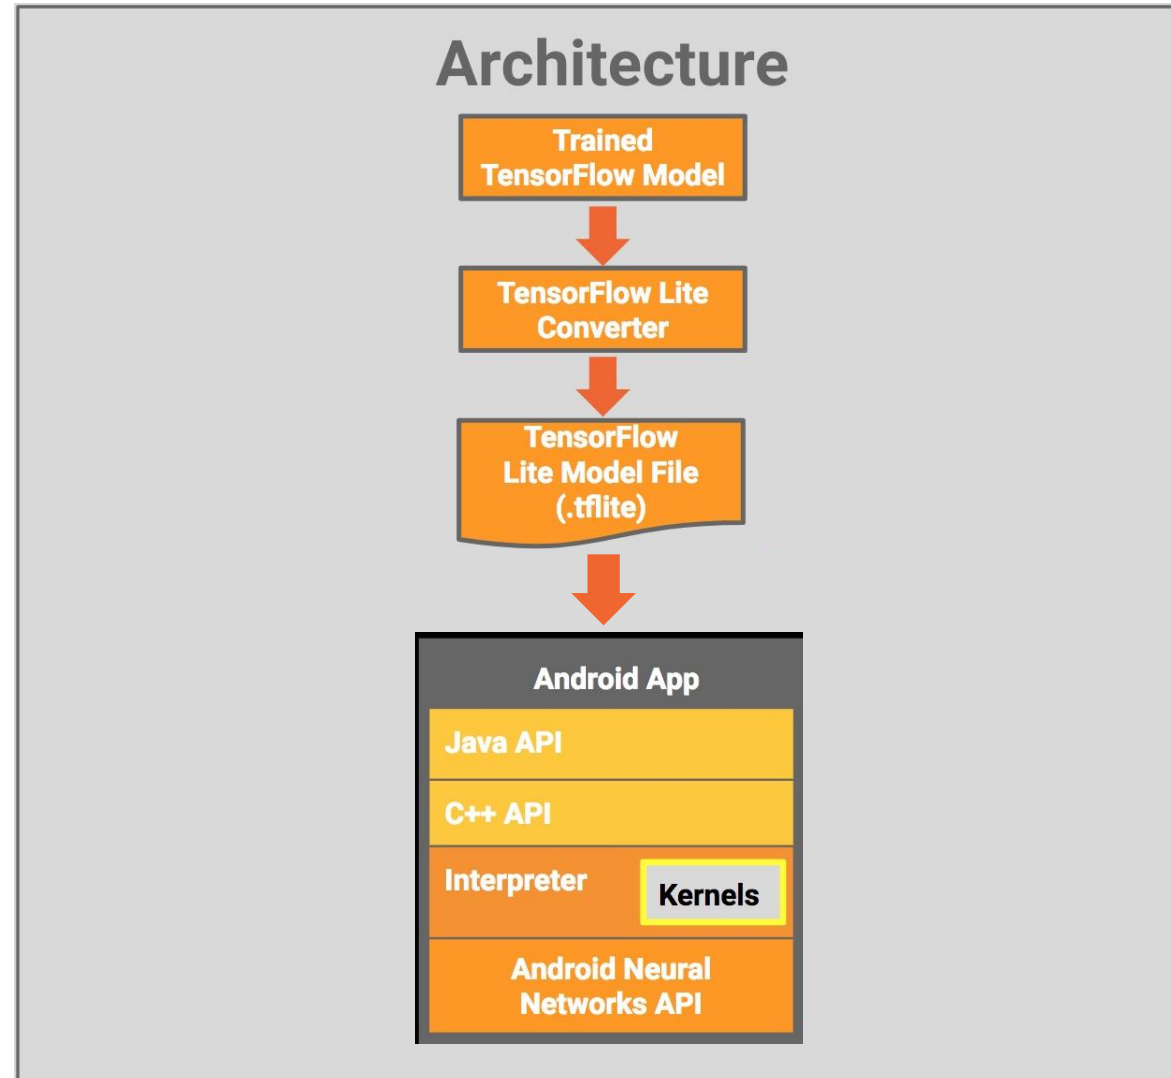 Architecture
Trained
TensorFlow Model
TensorFlow Lite
Converter
TensorFlow
Lite Model File
(.tflite)
Android App
Java API
C++ API
Interpreter
Kernels
Android Neural
Networks API